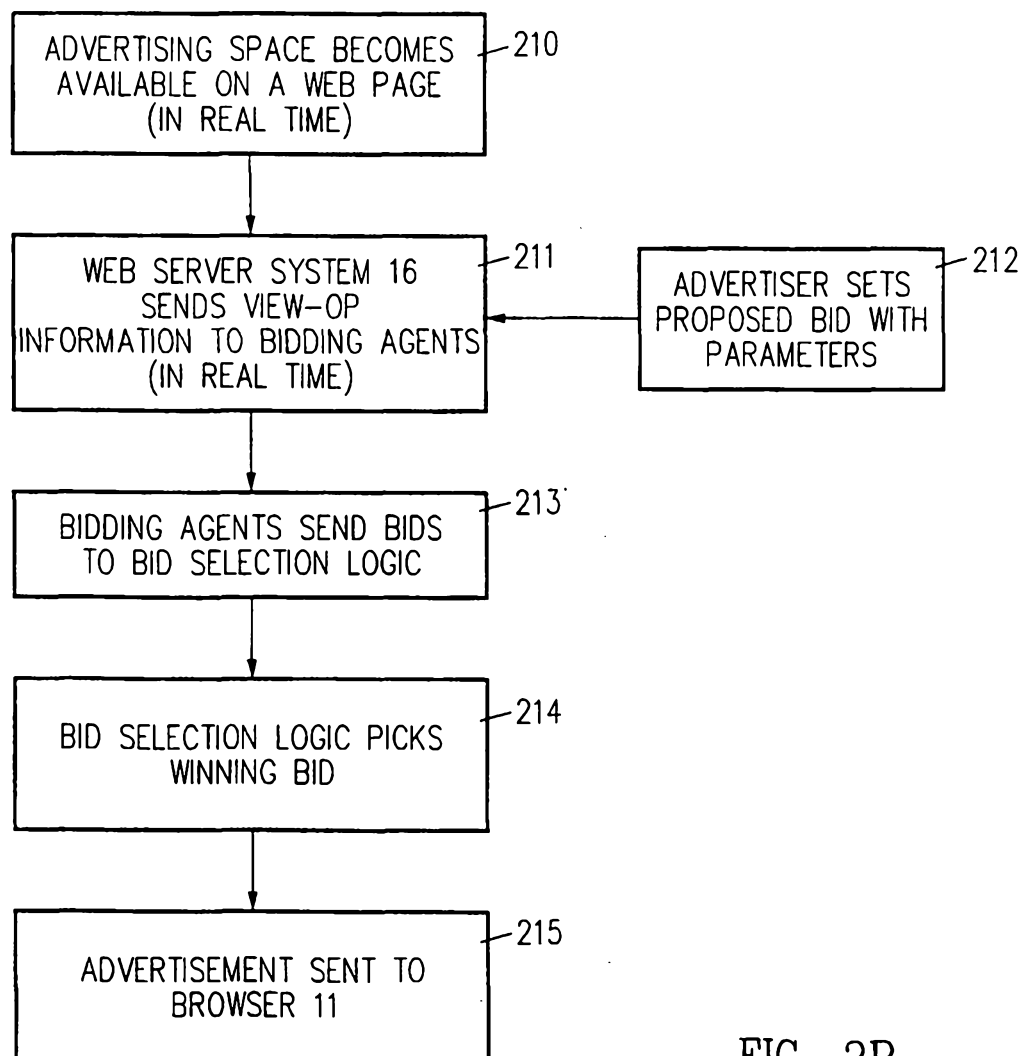 ADVERTISING SPACE BECOMES
AVAILABLE ON A WEB PAGE
(IN REAL TIME)
210
WEB SERVER SYSTEM 16
SENDS VIEW-OP
INFORMATION TO BIDDING AGENTS
(IN REAL TIME)
211
ADVERTISER SETS
PROPOSED BID WITH
PARAMETERS
212
BIDDING AGENTS SEND BIDS
TO BID SELECTION LOGIC
213
BID SELECTION LOGIC PICKS
WINNING BID
214
ADVERTISEMENT SENT TO
BROWSER 11
215
FIG. 2B